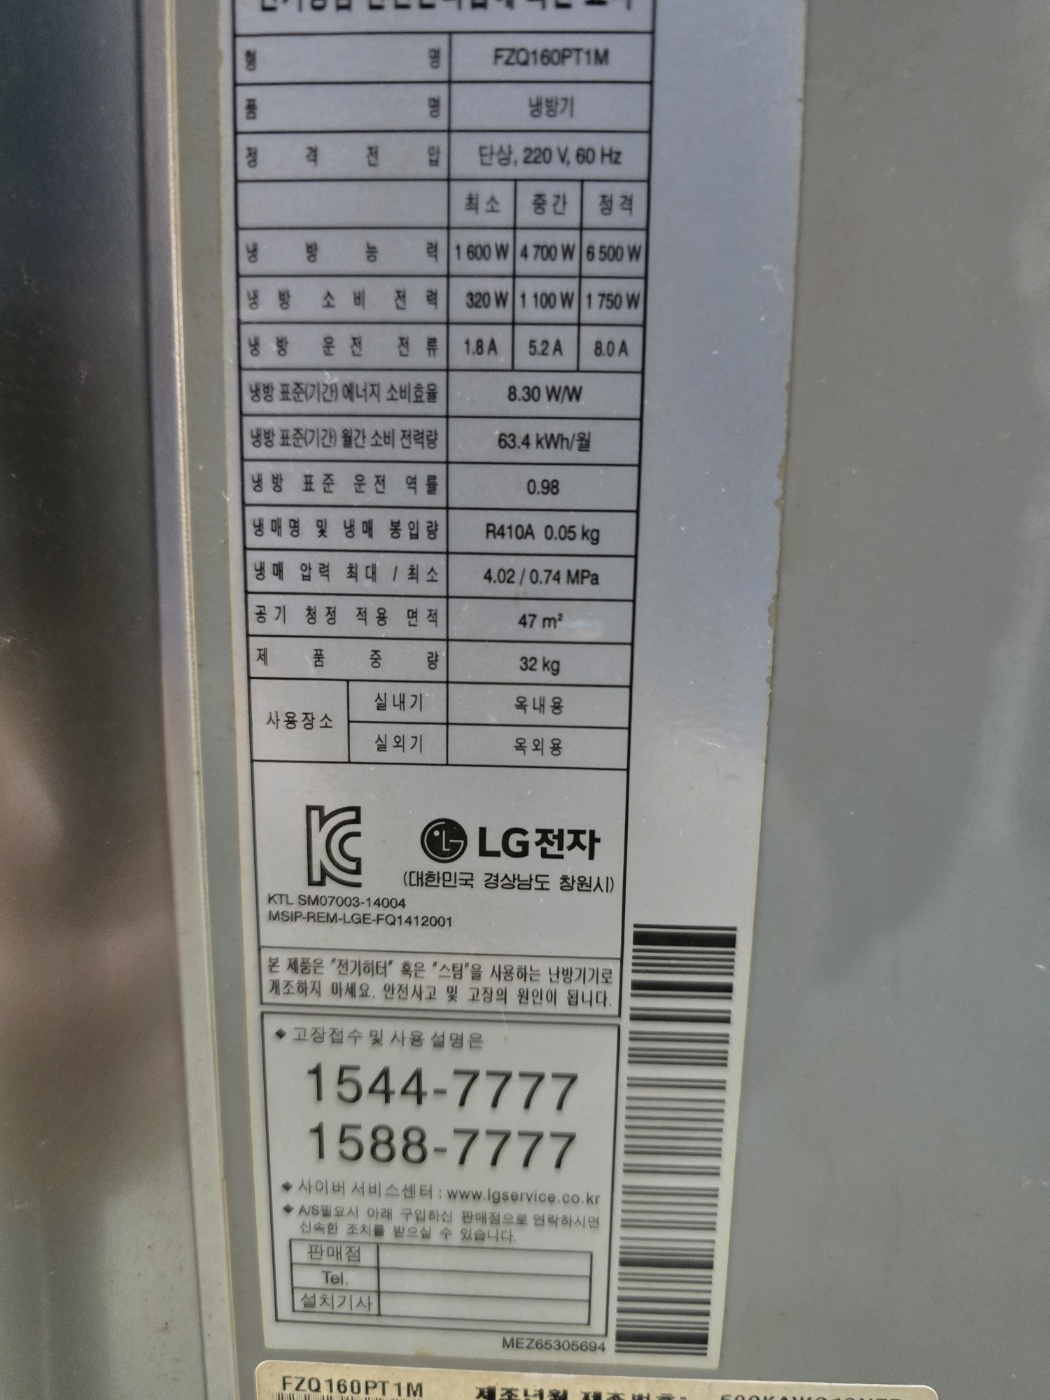 형 명 FZQ160PT1M
품 명 냉방기
정 격 전 압 단상, 220 V, 60 Hz
최소 중간 정격
냉 방 능 력 1 600 W 4 700 W 6 500 W
냉 방 소 비 전 력 320 W 1 100 W 1 750 W
냉 방 운 전 전 류 1.8 A 5.2 A 8.0 A
냉방 표준(기간) 에너지 소비효율 8.30 W/W
냉방 표준(기간) 월간 소비 전력량 63.4 kWh/월
냉방 표준 운전 역률 0.98
냉매명 및 냉매 봉입량 R410A 0.05 kg
냉매 압력 최대 / 최소 4.02 / 0.74 MPa
공기 청정 적용 면적 47 m²
제 품 중 량 32 kg
사용장소 실내기 옥내용
실외기 옥외용
LG LG전자
(대한민국 경상남도 창원시)
KTL SM07003-14004
MSIP-REM-LGE-FQ1412001
본 제품은 "전기히터" 혹은 "스팀"을 사용하는 난방기기로
개조하지 마세요. 안전사고 및 고장의 원인이 됩니다.
◆ 고장접수 및 사용 설명은
1544-7777
1588-7777
◆ 사이버 서비스센터 : www.lgservice.co.kr
◆ A/S필요시 아래 구입하신 판매점으로 연락하시면
신속한 조치를 받으실 수 있습니다.
판매점
Tel.
설치기사
MEZ65305694
FZQ160PT1M